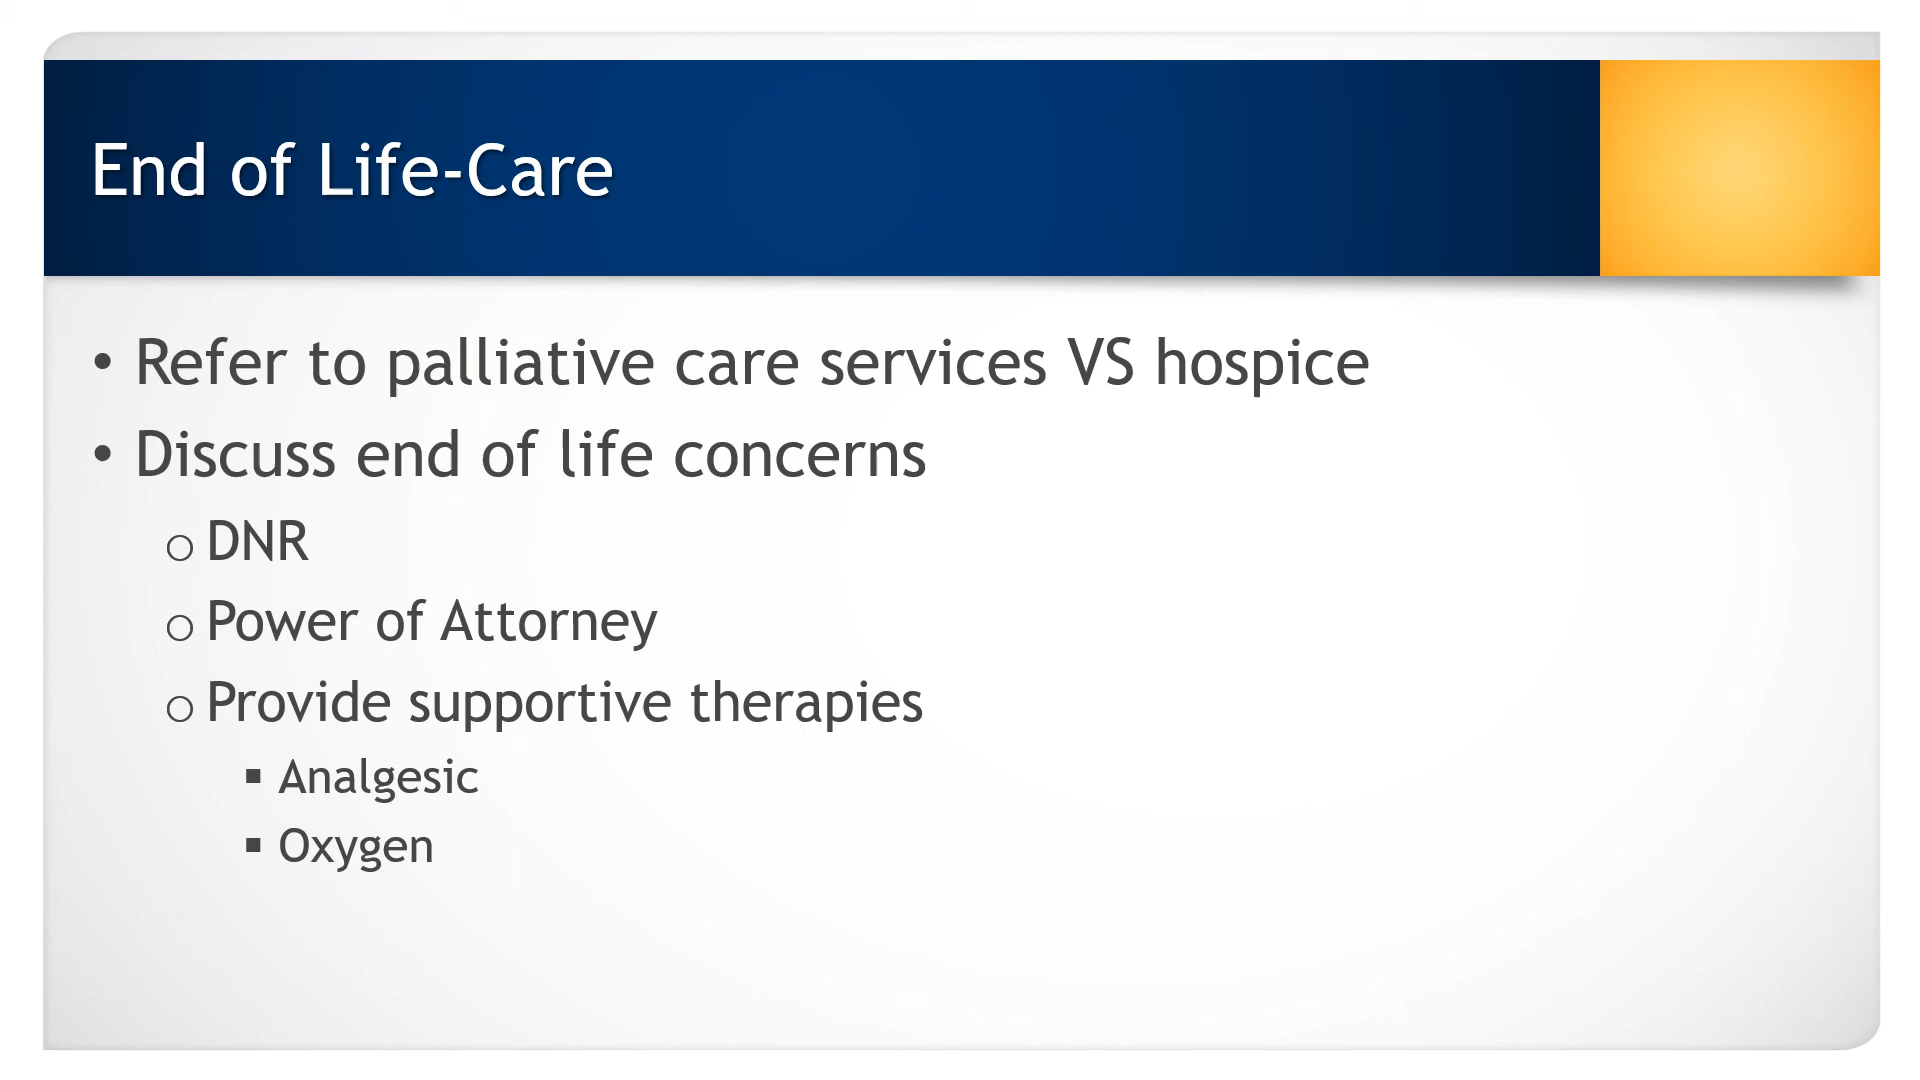 End of Life-Care
• Refer to palliative care services VS hospice
• Discuss end of life concerns
o DNR
o Power of Attorney
o Provide supportive therapies
▪ Analgesic
▪ Oxygen